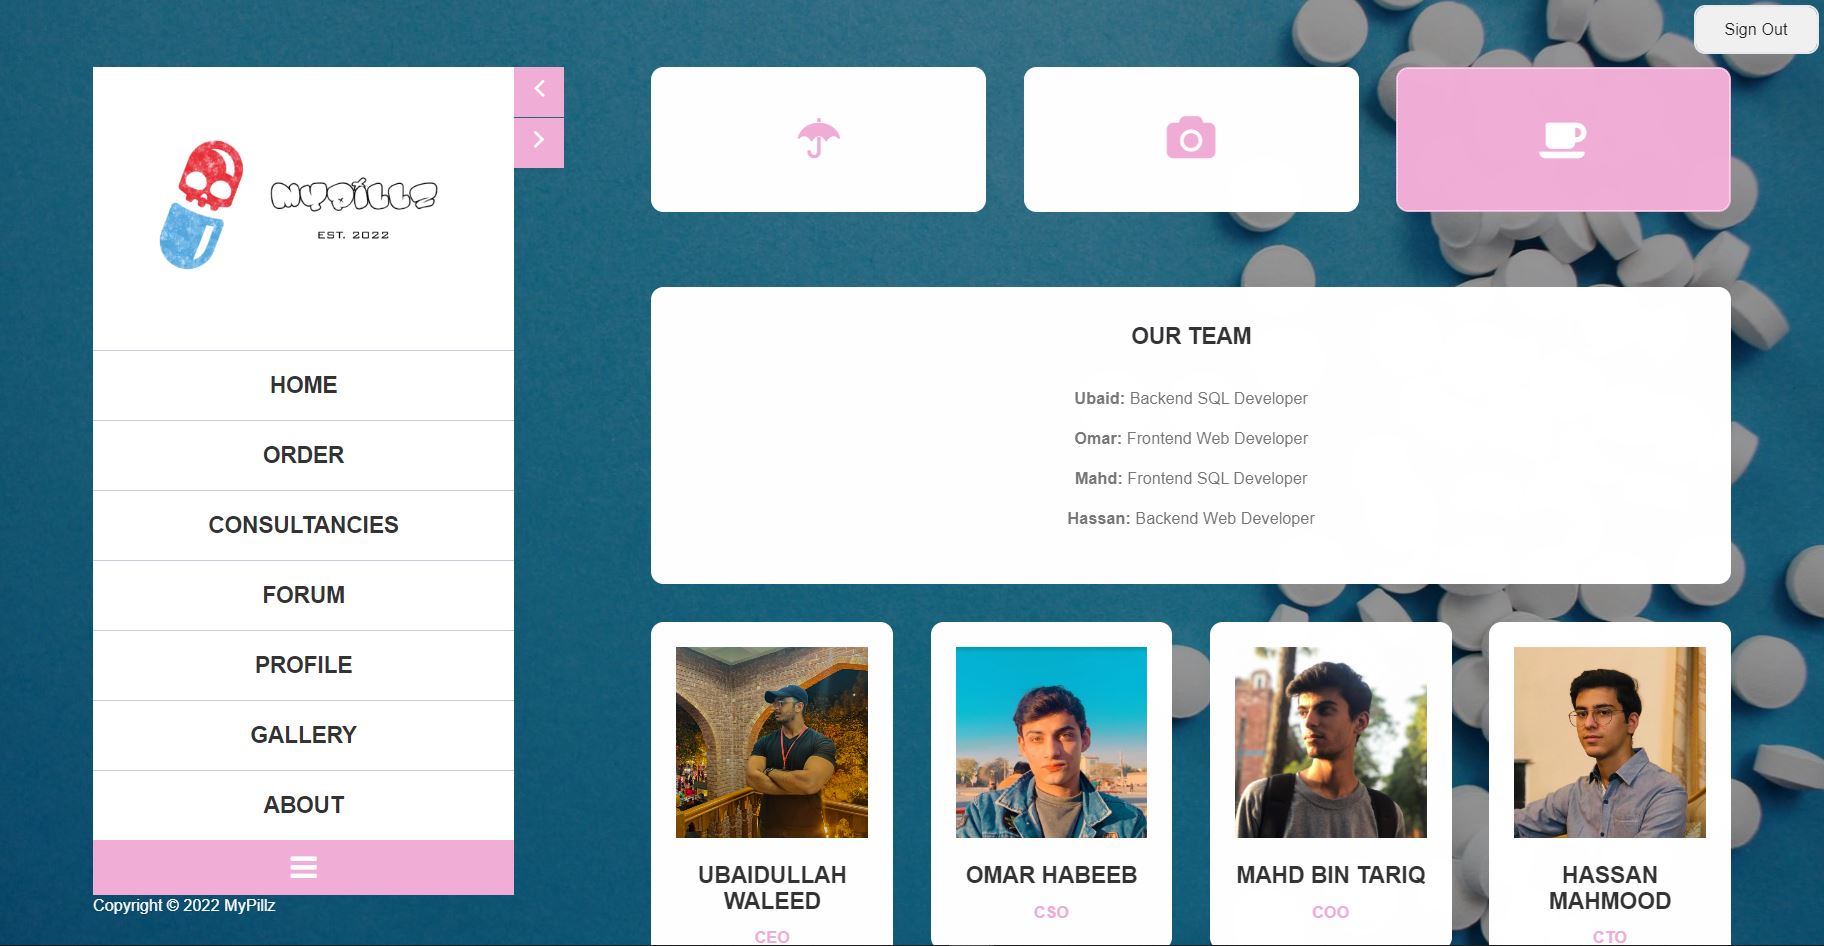 Sign Out
MYPILLZ
EST. 2022
HOME
ORDER
CONSULTANCIES
FORUM
PROFILE
GALLERY
ABOUT
Copyright © 2022 MyPillz
OUR TEAM
Ubaid: Backend SQL Developer
Omar: Frontend Web Developer
Mahd: Frontend SQL Developer
Hassan: Backend Web Developer
UBAIDULLAH
WALEED
CEO
OMAR HABEEB
CSO
MAHD BIN TARIQ
COO
HASSAN
MAHMOOD
CTO